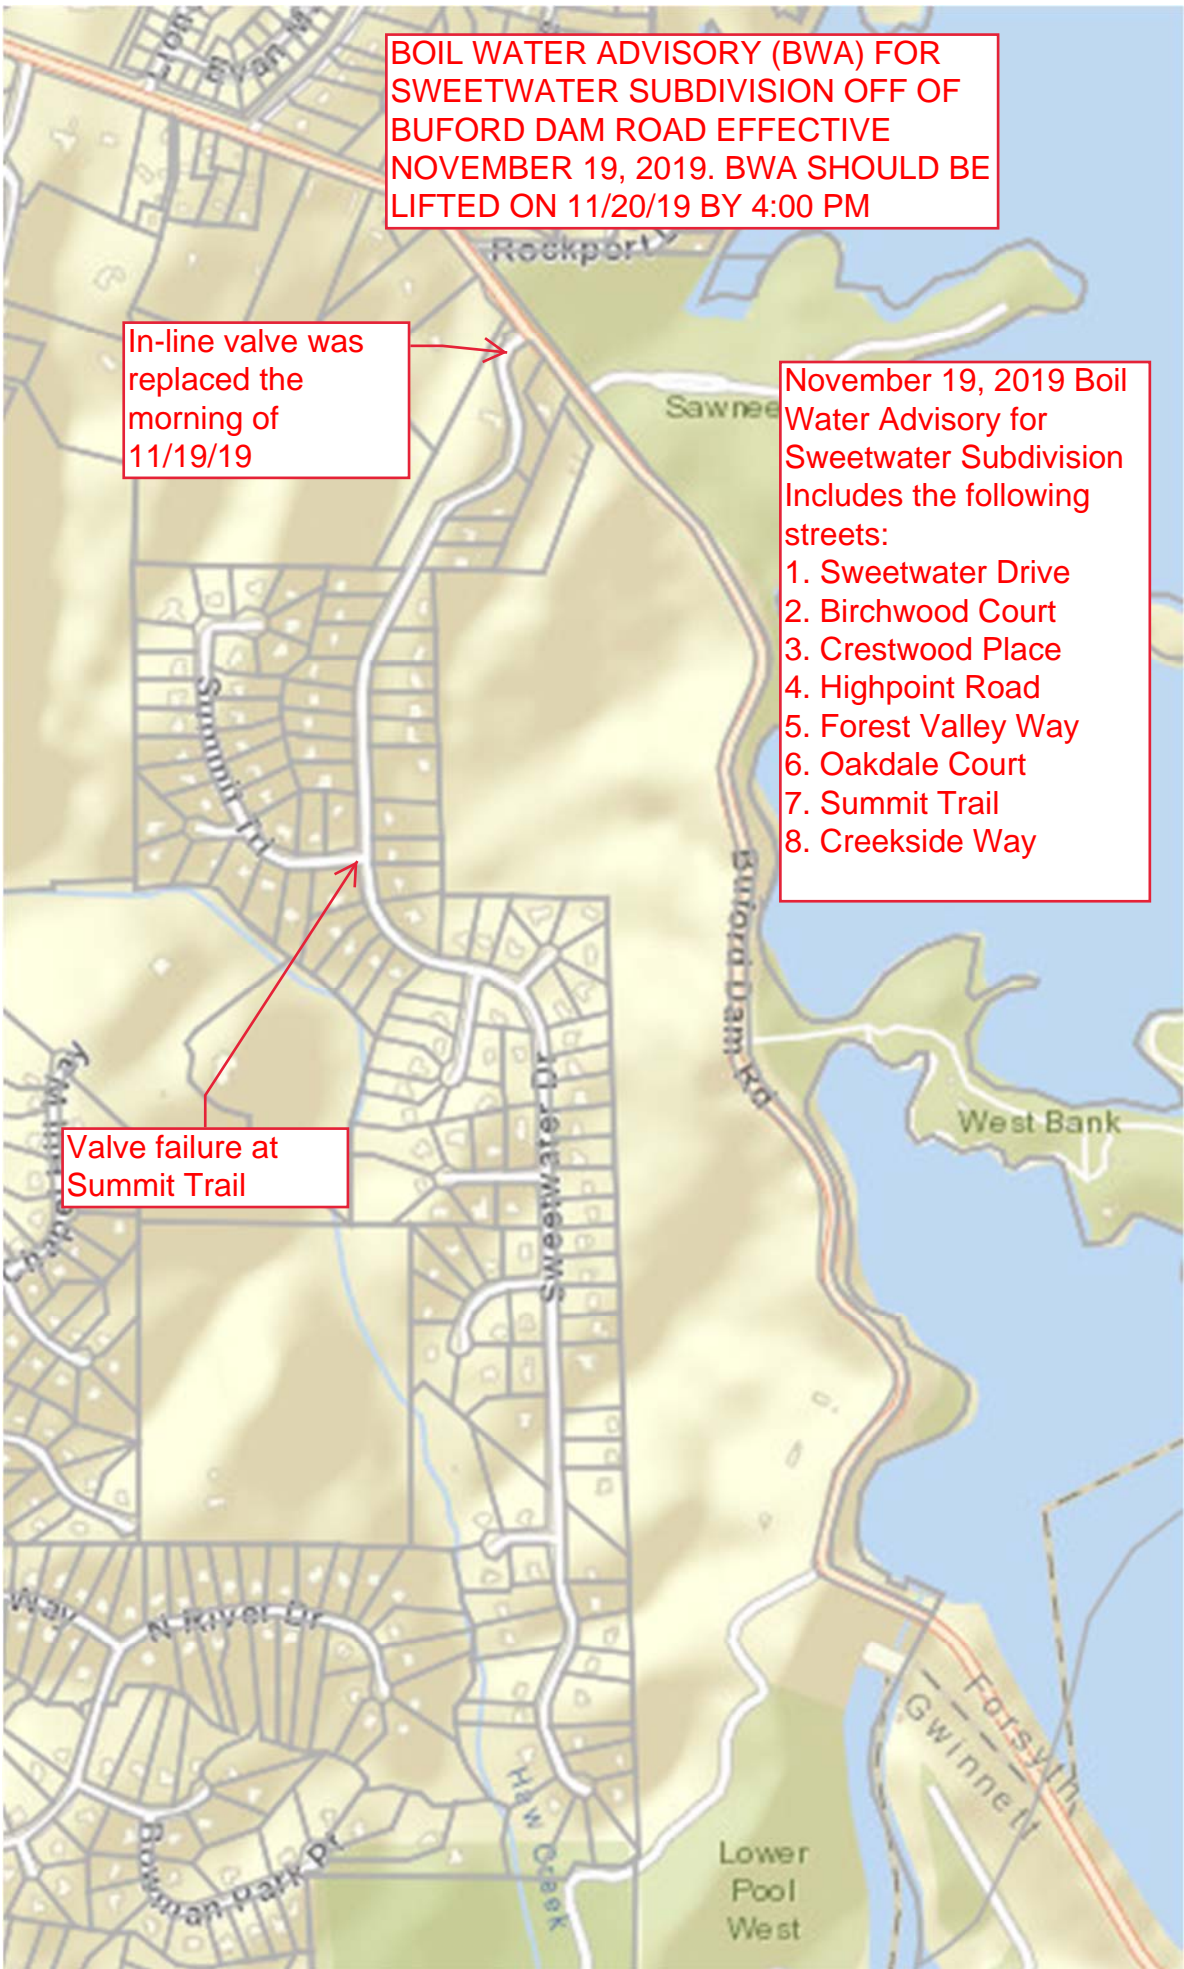 BOIL WATER ADVISORY (BWA) FOR
SWEETWATER SUBDIVISION OFF OF
BUFORD DAM ROAD EFFECTIVE
NOVEMBER 19, 2019. BWA SHOULD BE
LIFTED ON 11/20/19 BY 4:00 PM
Rockport
In-line valve was
replaced the
morning of
11/19/19
Sawnee
November 19, 2019 Boil
Water Advisory for
Sweetwater Subdivision
Includes the following
streets:
1. Sweetwater Drive
2. Birchwood Court
3. Crestwood Place
4. Highpoint Road
5. Forest Valley Way
6. Oakdale Court
7. Summit Trail
8. Creekside Way
Summit Trl
Buford Dam Rd
Sweetwater Dr
West Bank
Valve failure at
Summit Trail
Way
N River Dr
Forsyth
Gwinnett
Haw Creek
Bowman Park Dr
Lower
Pool
West